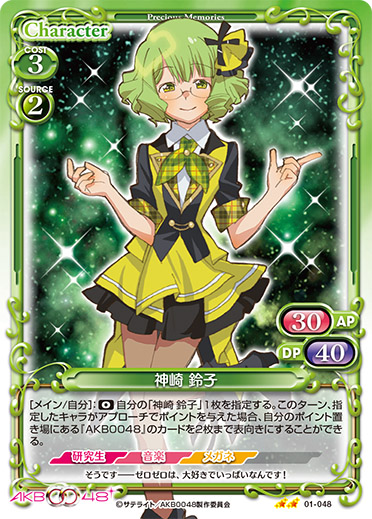 Precious Memories
Character
COST
3
SOURCE
2
30 AP
DP 40
神崎 鈴子
[メイン/自分]:0自分の「神崎 鈴子」1枚を指定する。このターン、指
定したキャラがアプローチでポイントを与えた場合、自分のポイント置
き場にある「AKB0048」のカードを2枚まで表向きにすることがで
きる。
研究生 音楽 メガネ
そうですーーゼロゼロは、大好きでいっぱいなんです!
AKB0048
©サテライト／AKB0048製作委員会 01-048